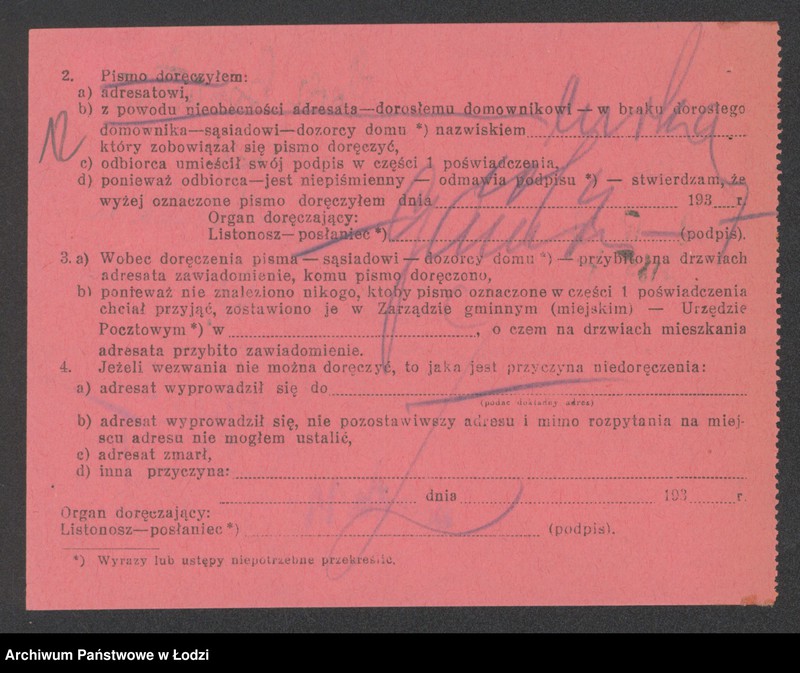 2. Pismo doręczyłem:
a) adresatowi,
b) z powodu nieobecności adresata—dorosłemu domownikowi — w braku dorosłego
domownika—sąsiadowi—dozorcy domu *) nazwiskiem
który zobowiązał się pismo doręczyć,
c) odbiorca umieścił swój podpis w części 1 poświadczenia,
d) ponieważ odbiorca—jest niepiśmienny — odmawia podpisu *) — stwierdzam, że
wyżej oznaczone pismo doręczyłem dnia 193 r.
Organ doręczający:
Listonosz—posłaniec *) (podpis).
3. a) Wobec doręczenia pisma — sąsiadowi — dozorcy domu *) — przybito na drzwiach
adresata zawiadomienie, komu pismo doręczono,
b) ponieważ nie znaleziono nikogo, ktoby pismo oznaczone w części 1 poświadczenia
chciał przyjąć, zostawiono je w Zarządzie gminnym (miejskim) — Urzędzie
Pocztowym *) w , o czem na drzwiach mieszkania
adresata przybito zawiadomienie.
4. Jeżeli wezwania nie można doręczyć, to jaka jest przyczyna niedoręczenia:
a) adresat wyprowadził się do
(podać dokładny adres)
b) adresat wyprowadził się, nie pozostawiwszy adresu i mimo rozpytania na miej-
scu adresu nie mogłem ustalić,
c) adresat zmarł,
d) inna przyczyna:
dnia 193 r.
Organ doręczający:
Listonosz—posłaniec *) (podpis).
*) Wyrazy lub ustępy niepotrzebne przekreślić.
Archiwum Państwowe w Łodzi